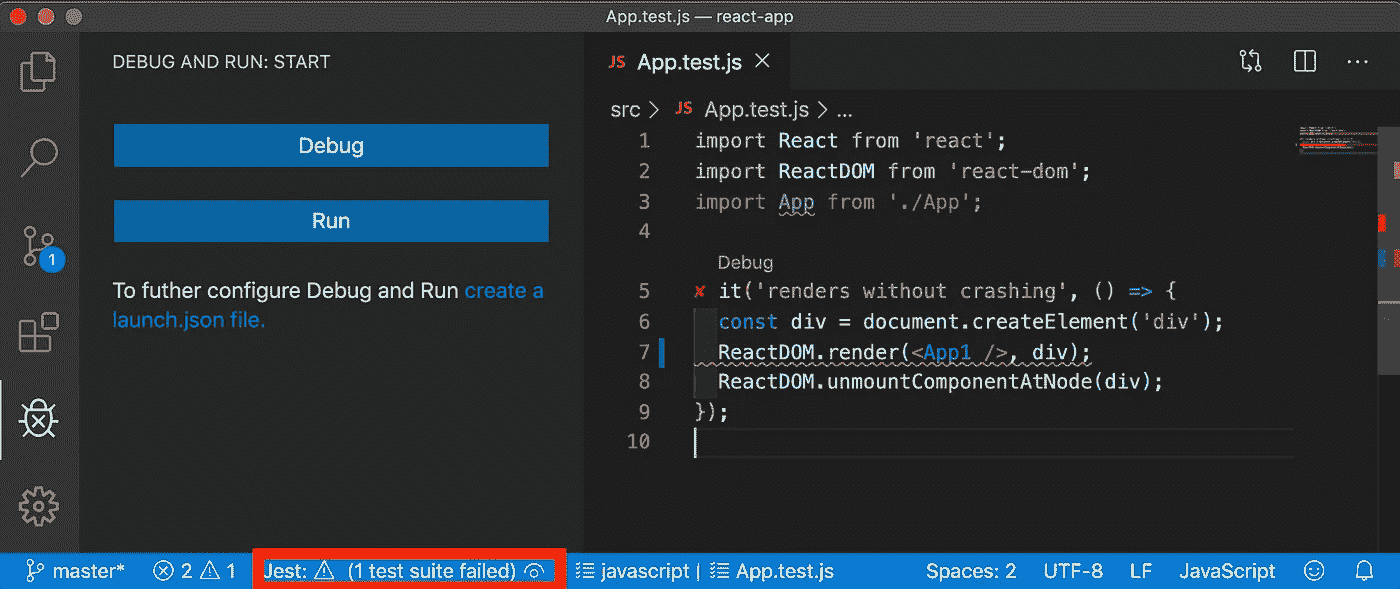 App.test.js — react-app
DEBUG AND RUN: START
Debug
Run
To futher configure Debug and Run create a
launch.json file.
1
JS App.test.js
src > JS App.test.js > ...
1 import React from 'react';
2 import ReactDOM from 'react-dom';
3 import App from './App';
4
Debug
5 it('renders without crashing', () => {
6 const div = document.createElement('div');
7 ReactDOM.render(<App1 />, div);
8 ReactDOM.unmountComponentAtNode(div);
9 });
10
master* 2 1 Jest: (1 test suite failed) javascript | App.test.js Spaces: 2 UTF-8 LF JavaScript